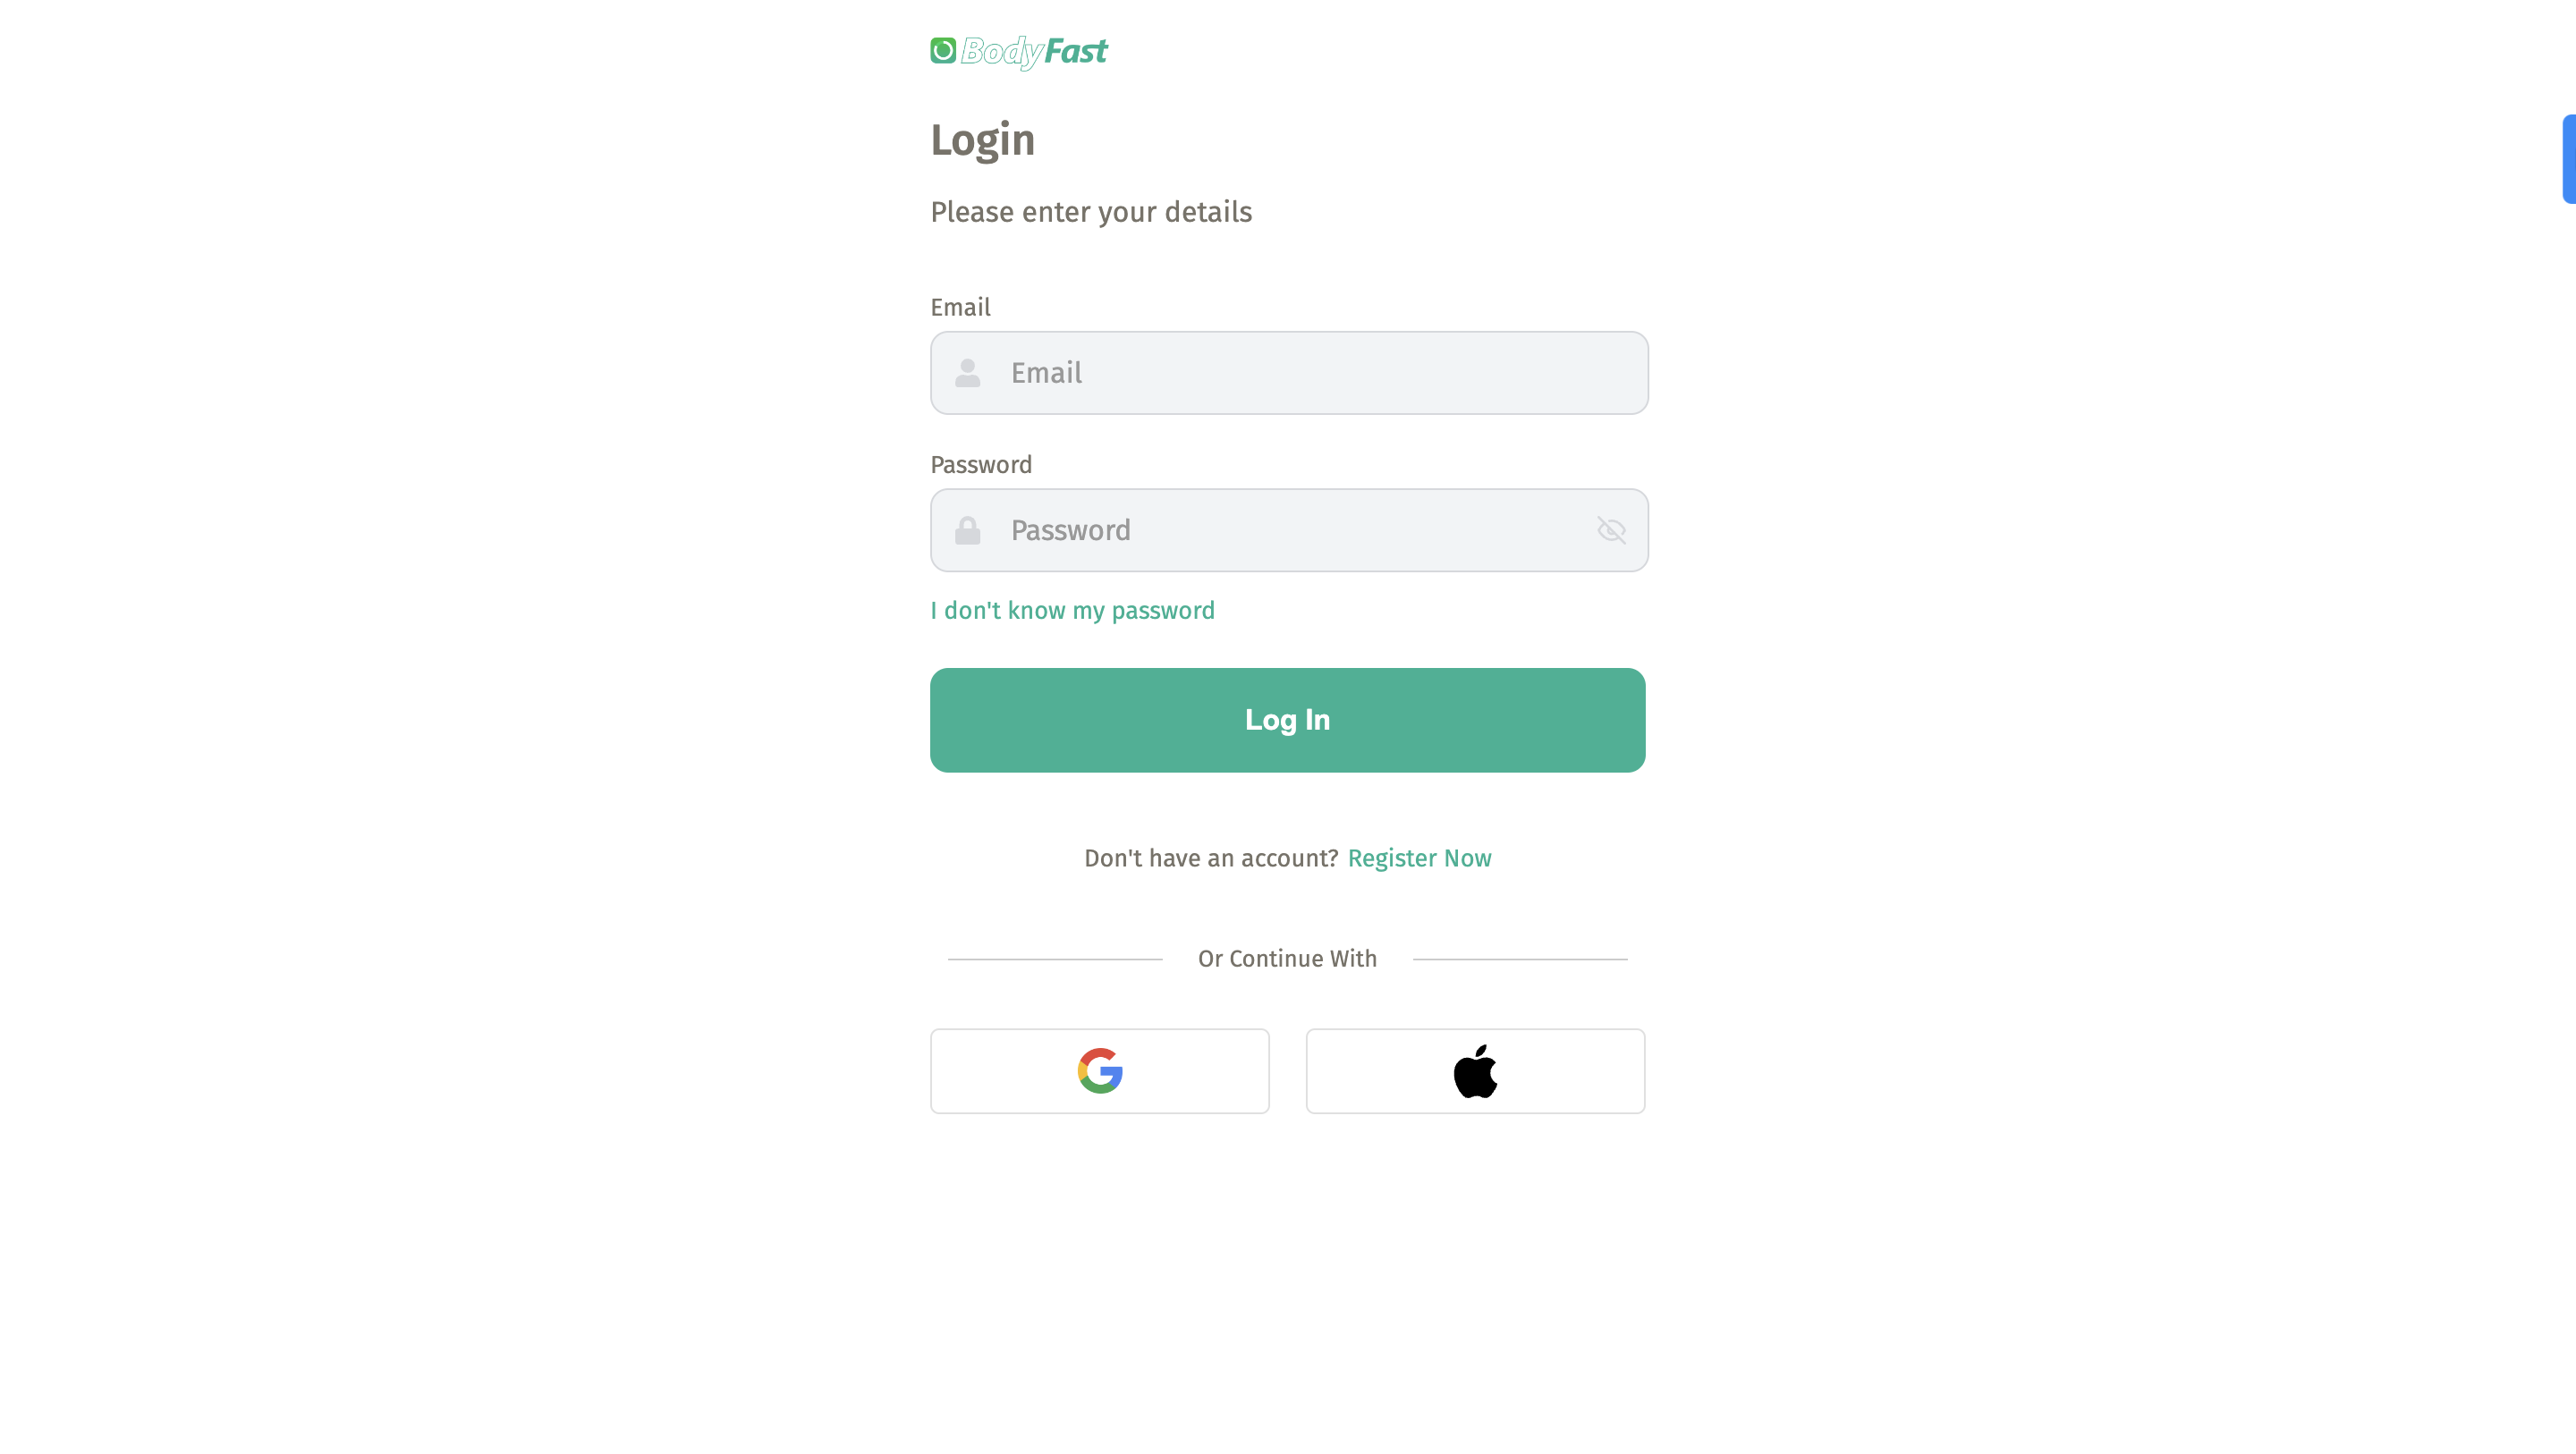 BodyFast
Login
Please enter your details
Email
Email
Password
Password
I don't know my password
Log In
Don't have an account? Register Now
Or Continue With